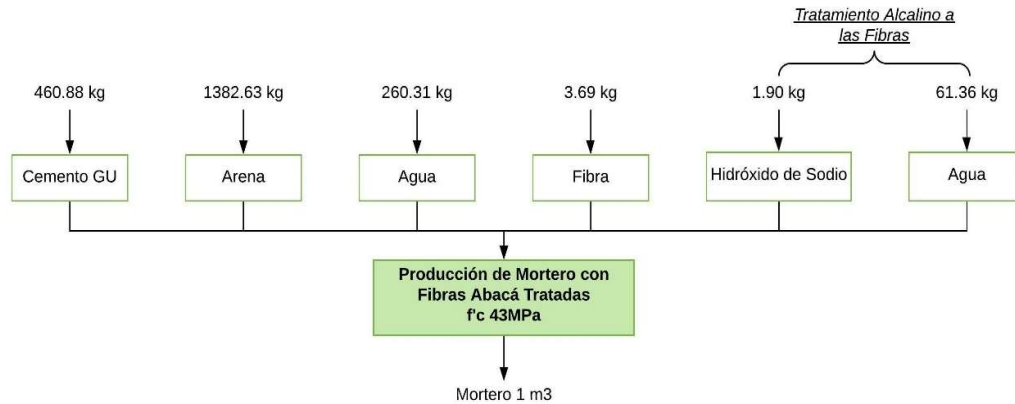 Tratamiento Alcalino a
las Fibras
460.88 kg
1382.63 kg
260.31 kg
3.69 kg
1.90 kg
61.36 kg
Cemento GU
Arena
Agua
Fibra
Hidróxido de Sodio
Agua
Producción de Mortero con
Fibras Abacá Tratadas
f'c 43MPa
Mortero 1 m3